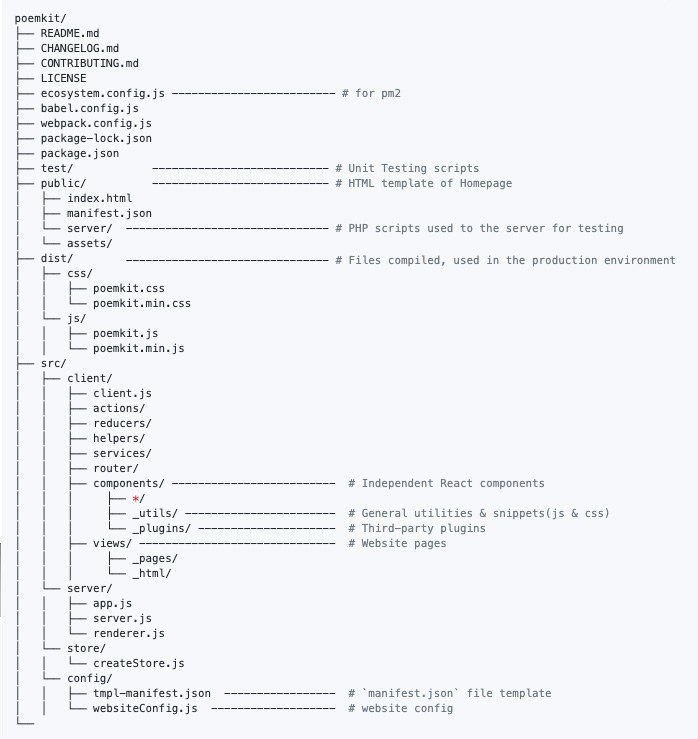 poemkit/
├── README.md
├── CHANGELOG.md
├── CONTRIBUTING.md
├── LICENSE
├── ecosystem.config.js ------------------------- # for pm2
├── babel.config.js
├── webpack.config.js
├── package-lock.json
├── package.json
├── test/            --------------------------- # Unit Testing scripts
├── public/          --------------------------- # HTML template of Homepage
│   ├── index.html
│   ├── manifest.json
│   └── server/  ------------------------------- # PHP scripts used to the server for testing
│   └── assets/
├── dist/        ------------------------------- # Files compiled, used in the production environment
│   ├── css/
│   │   ├── poemkit.css
│   │   └── poemkit.min.css
│   └── js/
│   │   ├── poemkit.js
│   │   └── poemkit.min.js
├── src/
│   ├── client/
│   │   ├── client.js
│   │   ├── actions/
│   │   ├── reducers/
│   │   ├── helpers/
│   │   ├── services/
│   │   ├── router/
│   │   ├── components/ -------------------------  # Independent React components
│   │   │     ├── */
│   │   │     ├── _utils/ -----------------------  # General utilities & snippets(js & css)
│   │   │     └── _plugins/ ---------------------  # Third-party plugins
│   │   ├── views/ ------------------------------  # Website pages
│   │   │     ├── _pages/
│   │   │     └── _html/
│   └── server/
│   │   ├── app.js
│   │   ├── server.js
│   │   └── renderer.js
│   └── store/
│   │   └── createStore.js
│   └── config/
│   │   ├── tmpl-manifest.json  -----------------  # `manifest.json` file template
│   │   └── websiteConfig.js  -------------------  # website config
└──